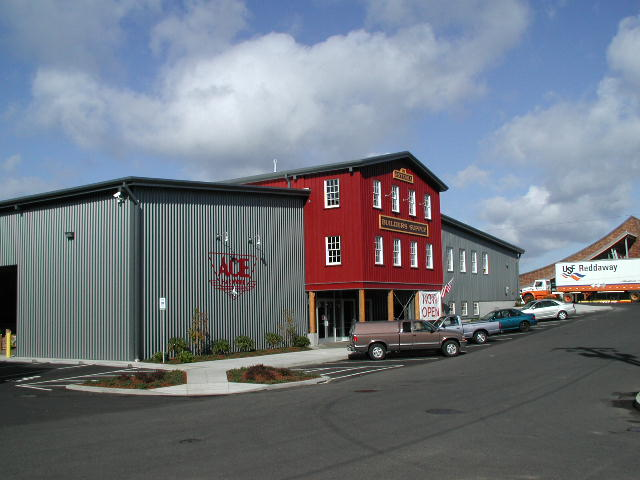 ACE
BUILDERS SUPPLY
NOW
OPEN
USF Reddaway